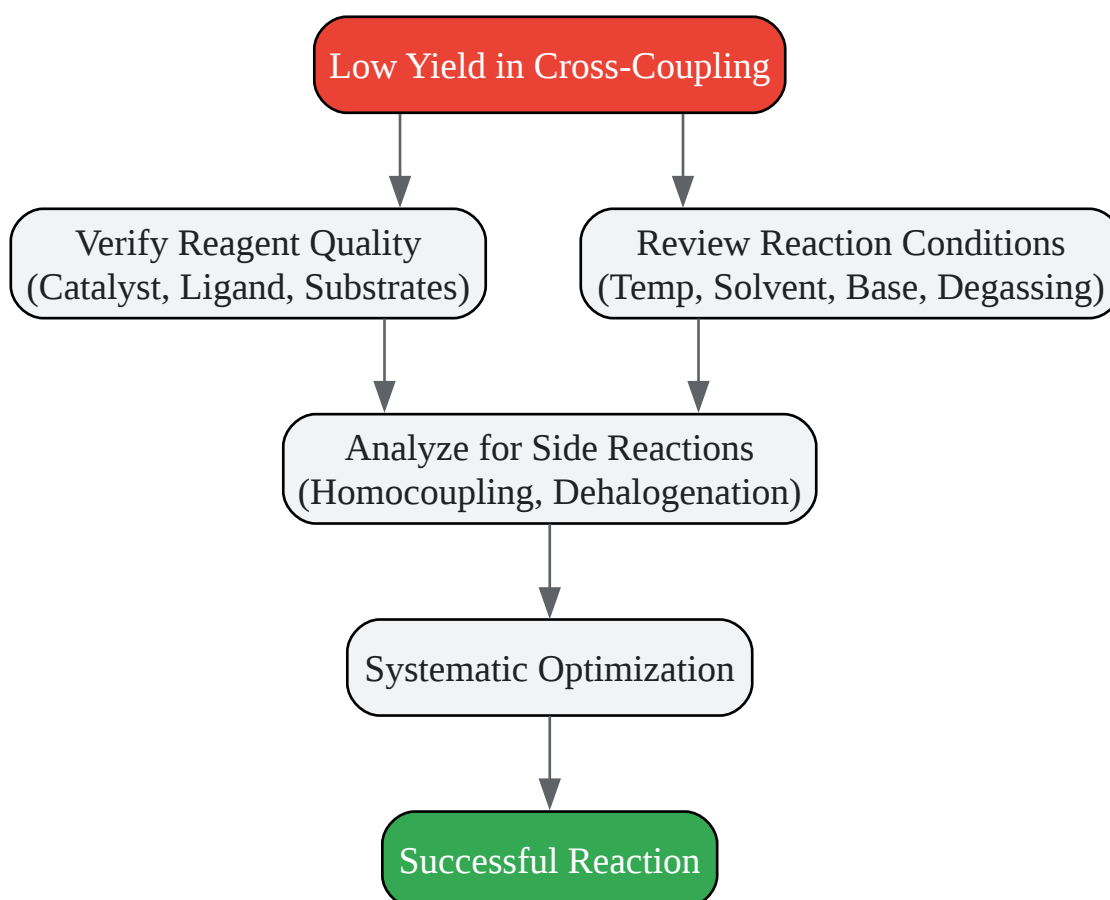 Low Yield in Cross-Coupling
Verify Reagent Quality
(Catalyst, Ligand, Substrates)
Review Reaction Conditions
(Temp, Solvent, Base, Degassing)
Analyze for Side Reactions
(Homocoupling, Dehalogenation)
Systematic Optimization
Successful Reaction